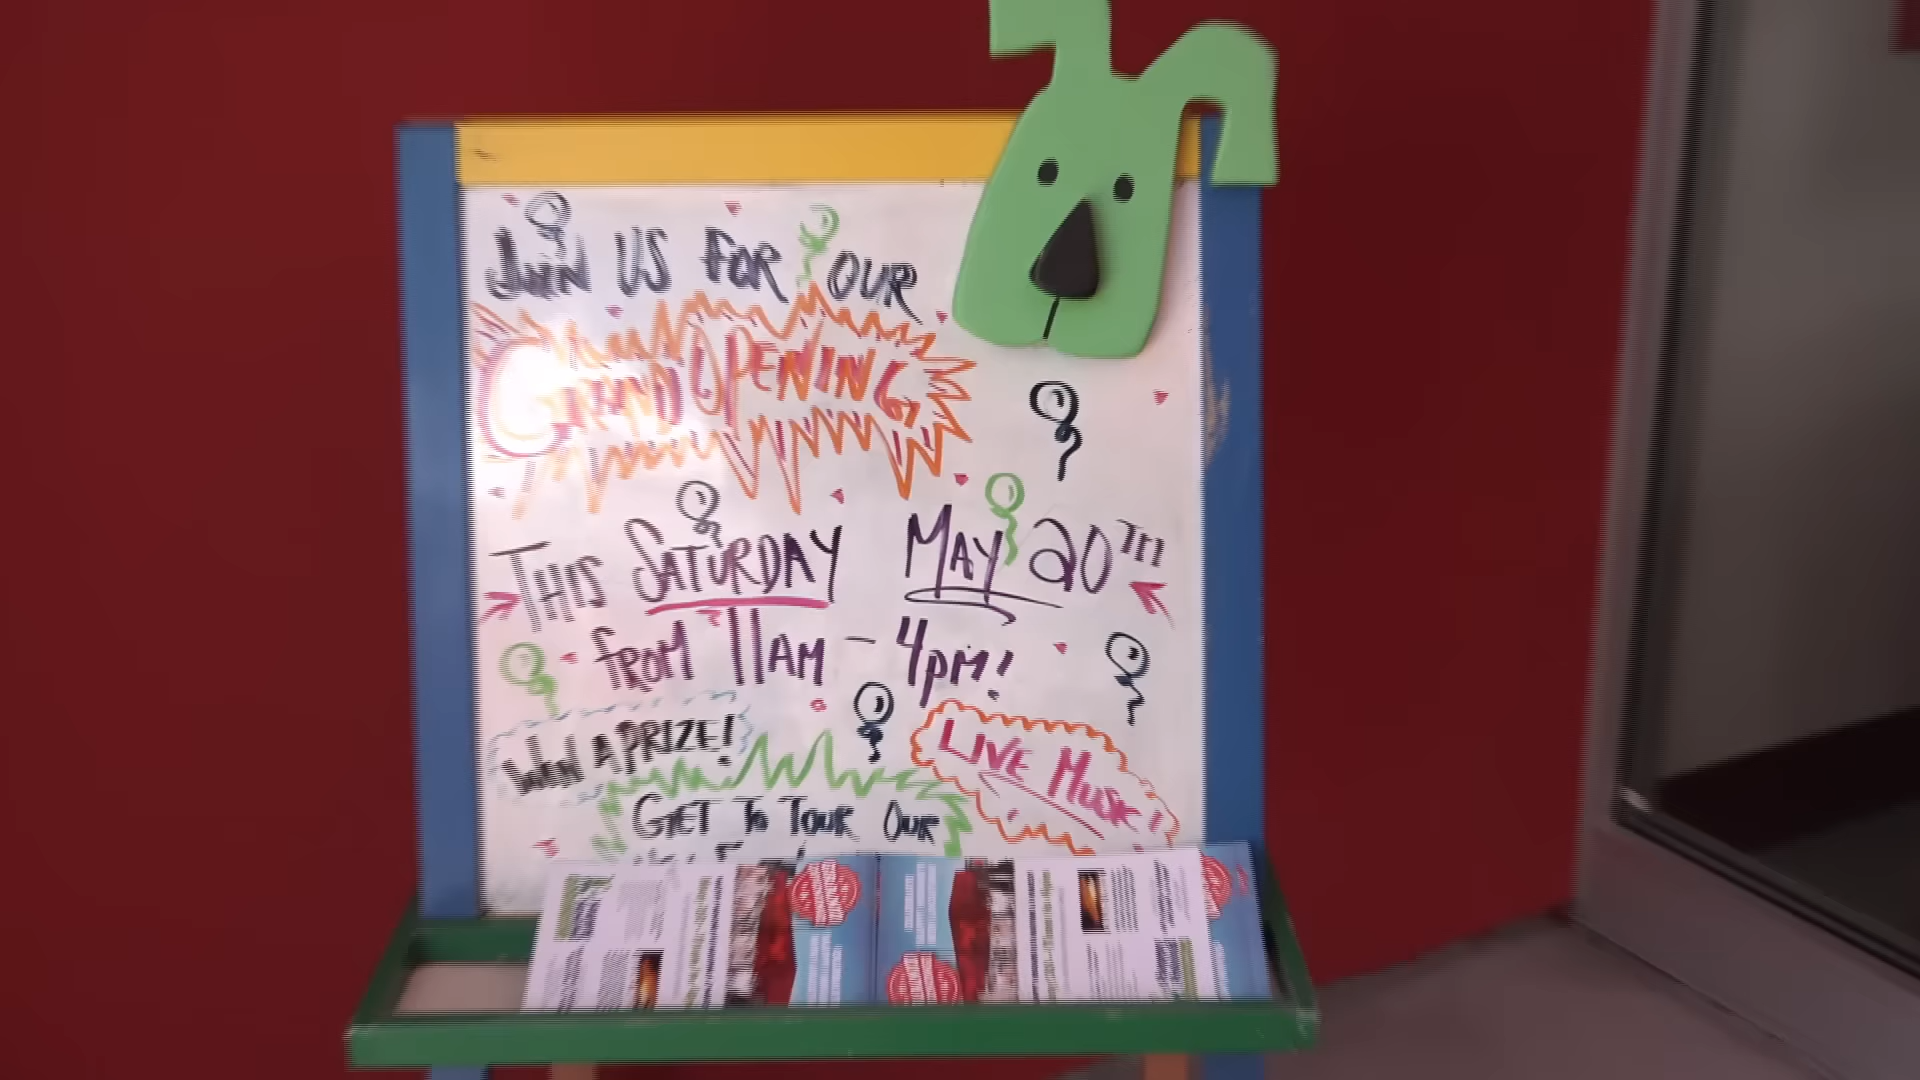 JOIN US FOR OUR
GRAND OPENING
THIS SATURDAY MAY 20TH
FROM 11AM - 4PM!
WIN A PRIZE!
LIVE MUSIC!
GET TO TOUR OUR